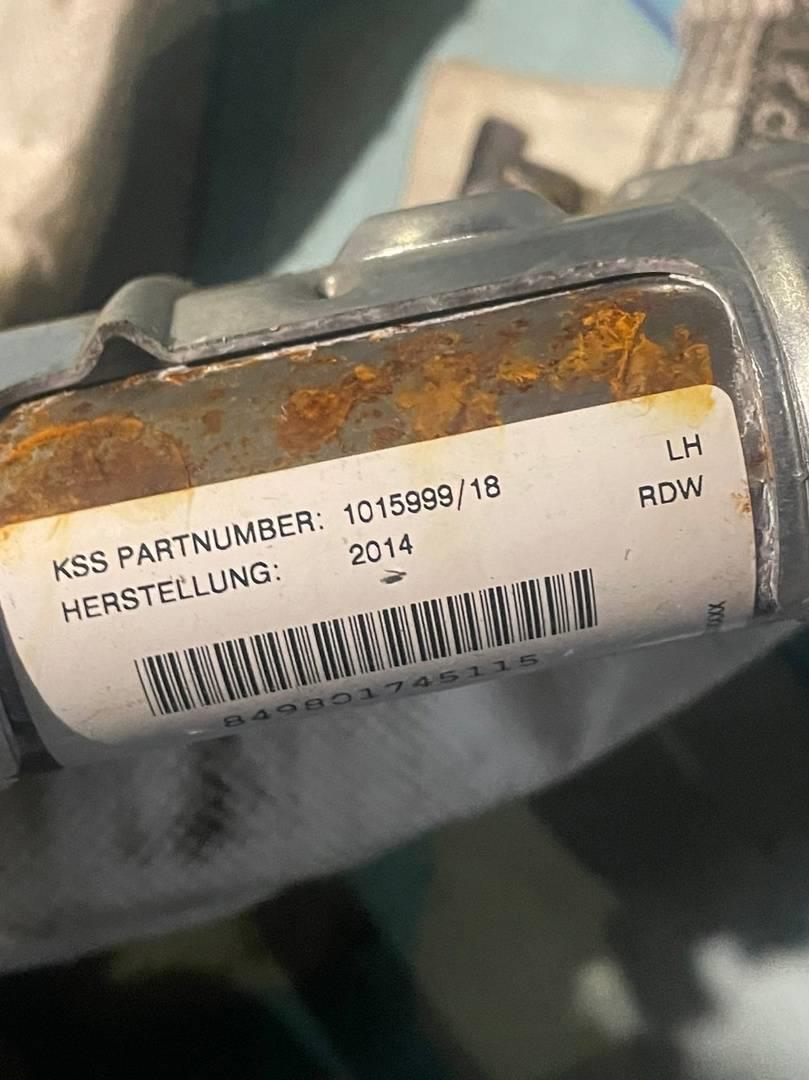 LH
KSS PARTNUMBER: 1015999/18 RDW
HERSTELLUNG: 2014
849801745115